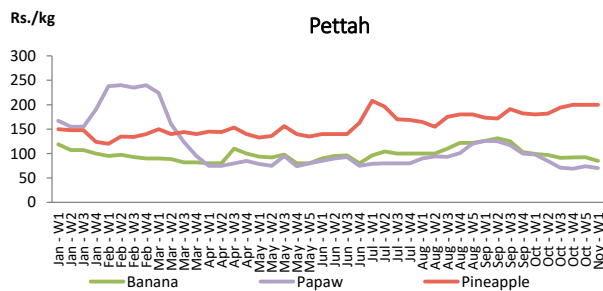 Rs./kg
Pettah
300
250
200
150
100
50
0
Jan - W1
Jan - W2
Jan - W3
Jan - W4
Feb - W1
Feb - W2
Feb - W3
Feb - W4
Mar - W1
Mar - W2
Mar - W3
Mar - W4
Apr - W1
Apr - W2
Apr - W3
Apr - W4
May - W1
May - W2
May - W3
May - W4
May - W5
Jun - W1
Jun - W2
Jun - W3
Jun - W4
Jul - W1
Jul - W2
Jul - W3
Jul - W4
Aug - W1
Aug - W2
Aug - W3
Aug - W4
Aug - W5
Sep - W1
Sep - W2
Sep - W3
Sep - W4
Oct - W1
Oct - W2
Oct - W3
Oct - W4
Oct - W5
Nov - W1
Banana Papaw Pineapple